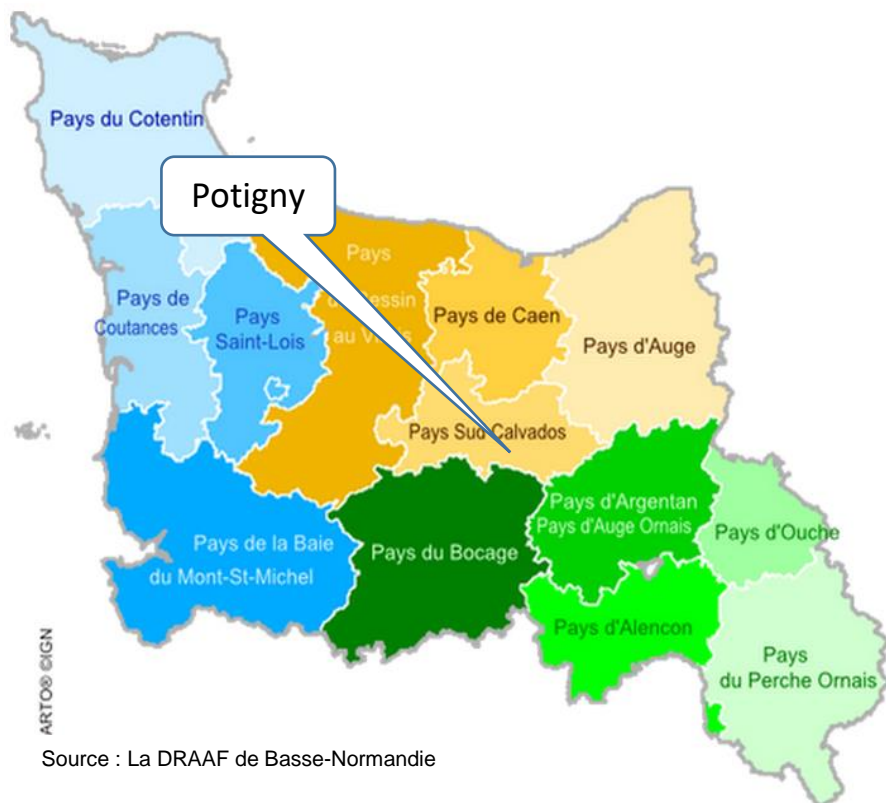 Pays du Cotentin
Potigny
Pays
Bessin
au
Pays de
Coutances
Pays
Saint-Lois
Pays de Caen
Pays d'Auge
Pays Sud Calvados
Pays d'Argentan
Pays d'Auge Ornais
Pays d'Ouche
Pays de la Baie
du Mont-St-Michel
Pays du Bocage
Pays d'Alencon
Pays
du Perche Ornais
ARTO® ©IGN
Source : La DRAAF de Basse-Normandie